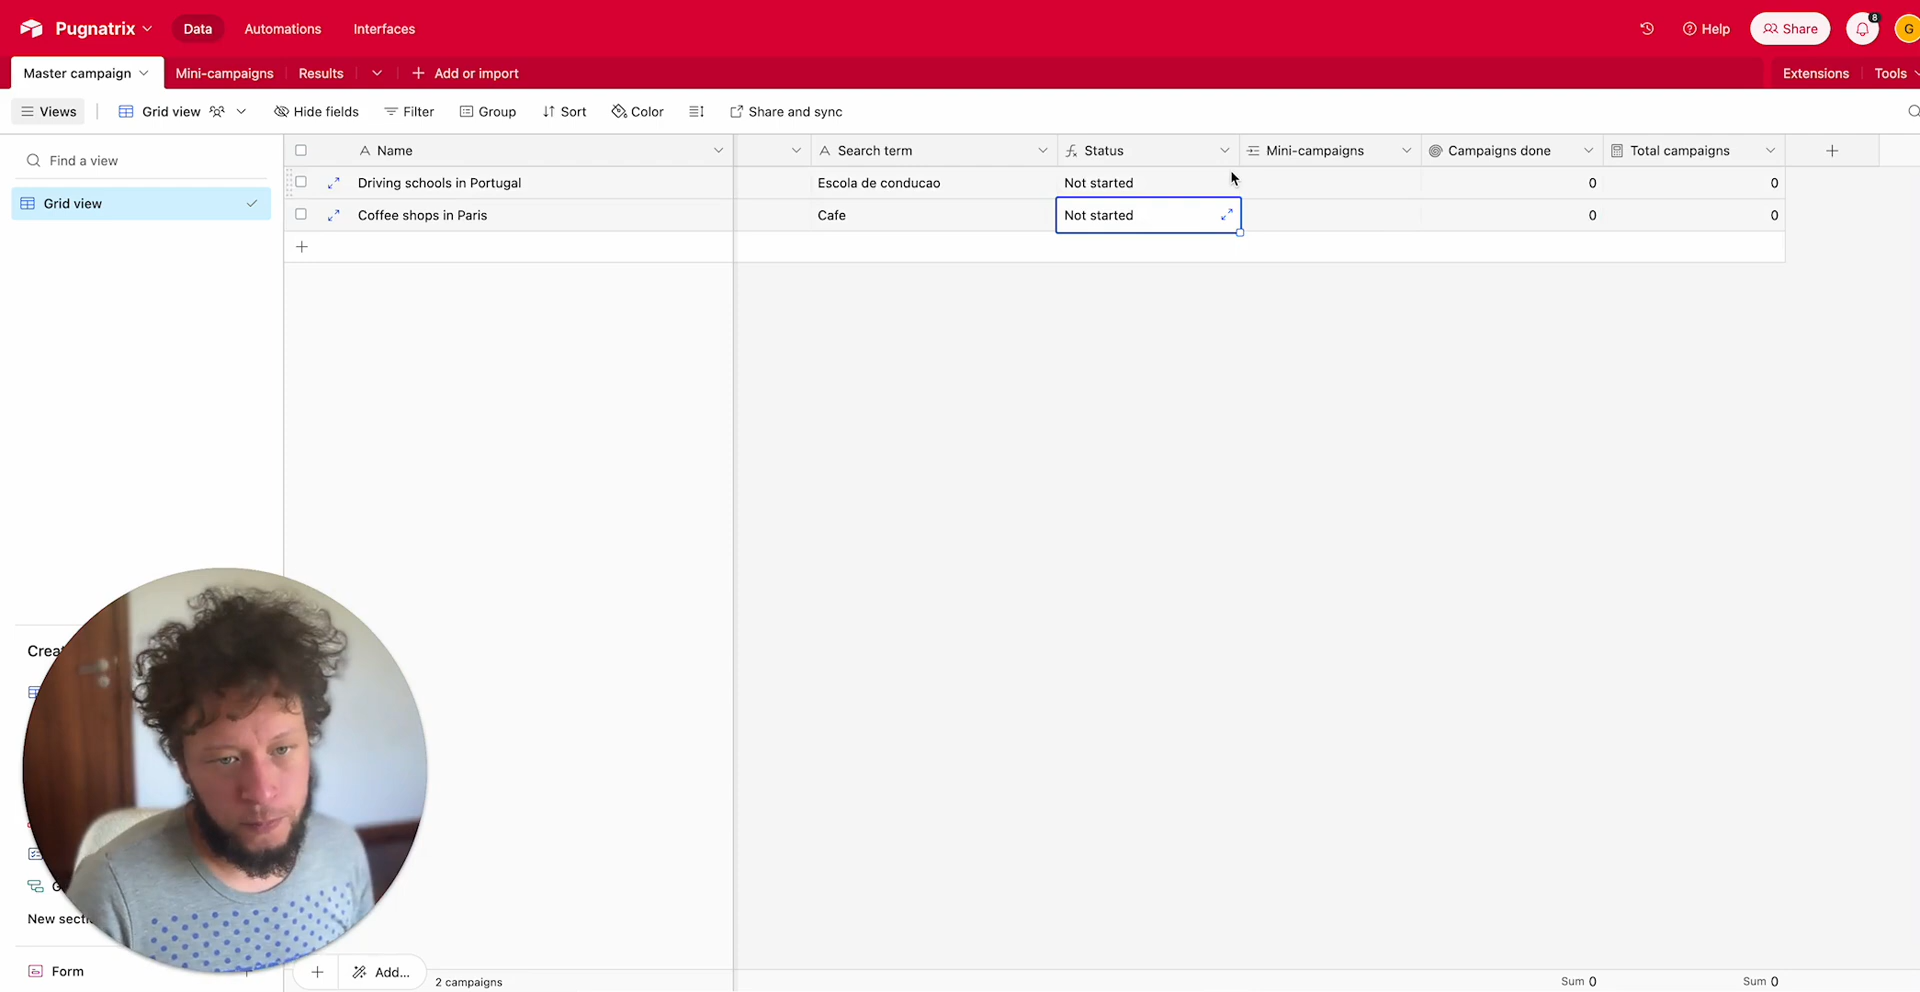 Pugnatrix
Data
Automations
Interfaces
Help
Share
8
G
Master campaign
Mini-campaigns
Results
Add or import
Extensions
Tools
Views
Grid view
Hide fields
Filter
Group
Sort
Color
Share and sync
Find a view
Grid view
Name
Search term
Status
Mini-campaigns
Campaigns done
Total campaigns
Driving schools in Portugal
Escola de conducao
Not started
0
0
Coffee shops in Paris
Cafe
Not started
0
0
Form
Add...
2 campaigns
Sum 0
Sum 0